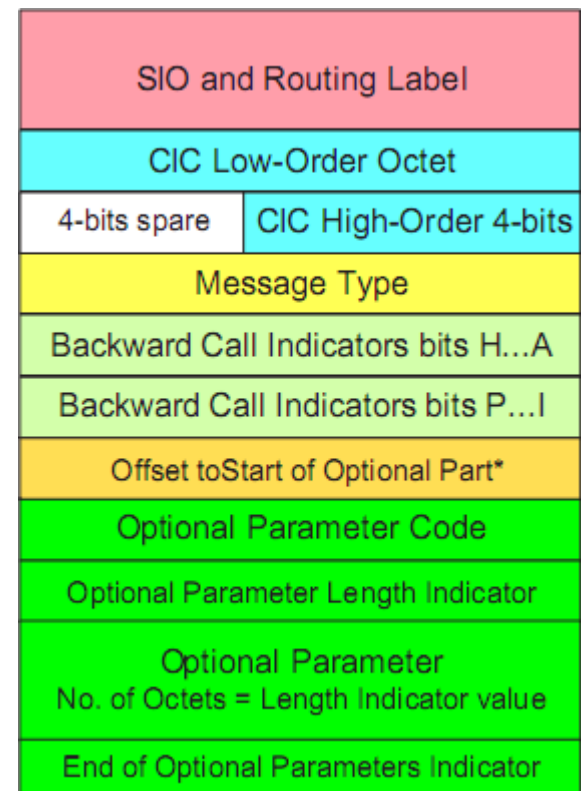 SIO and Routing Label
CIC Low-Order Octet
4-bits spare
CIC High-Order 4-bits
Message Type
Backward Call Indicators bits H...A
Backward Call Indicators bits P...I
Offset toStart of Optional Part*
Optional Parameter Code
Optional Parameter Length Indicator
Optional Parameter
No. of Octets = Length Indicator value
End of Optional Parameters Indicator